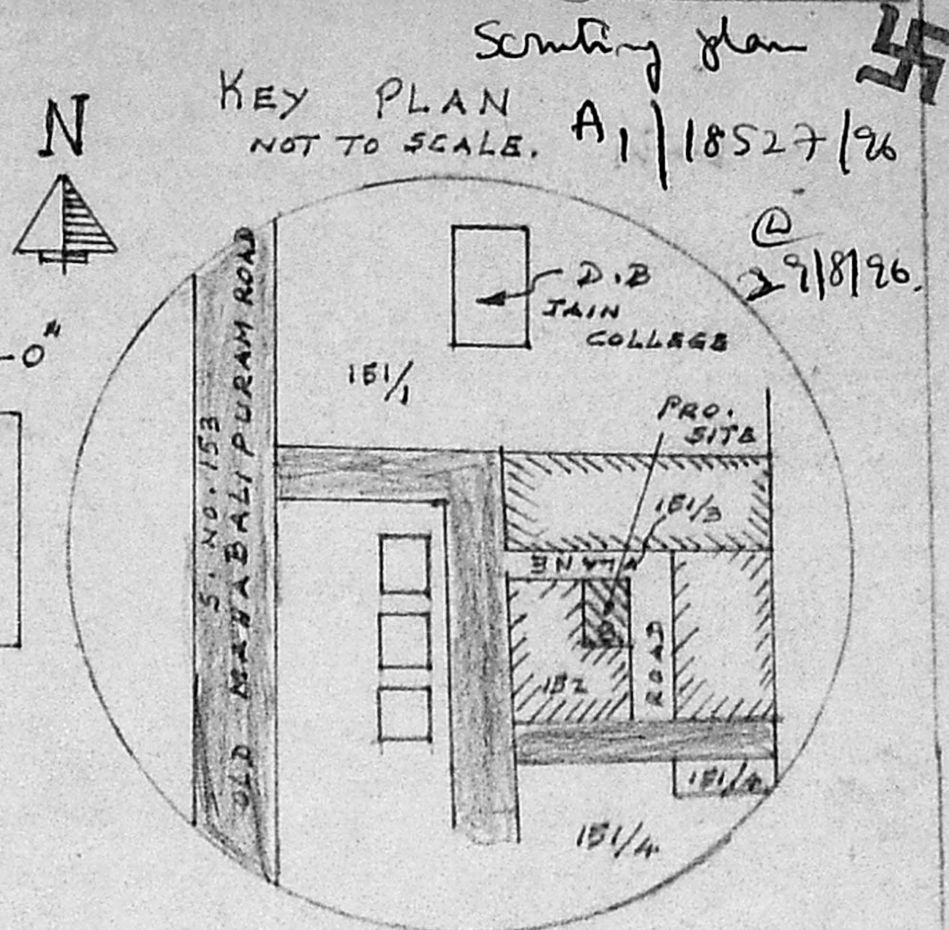 Scrutiny plan
KEY PLAN
NOT TO SCALE.
A1/18527/96
29/8/96.
N
0"
D.B
JAIN
COLLEGE
151/1
PRO.
SITE
S. NO. 153
OLD MAHABALIPURAM ROAD
151/3
LANE
ROAD
152
151/4
151/4